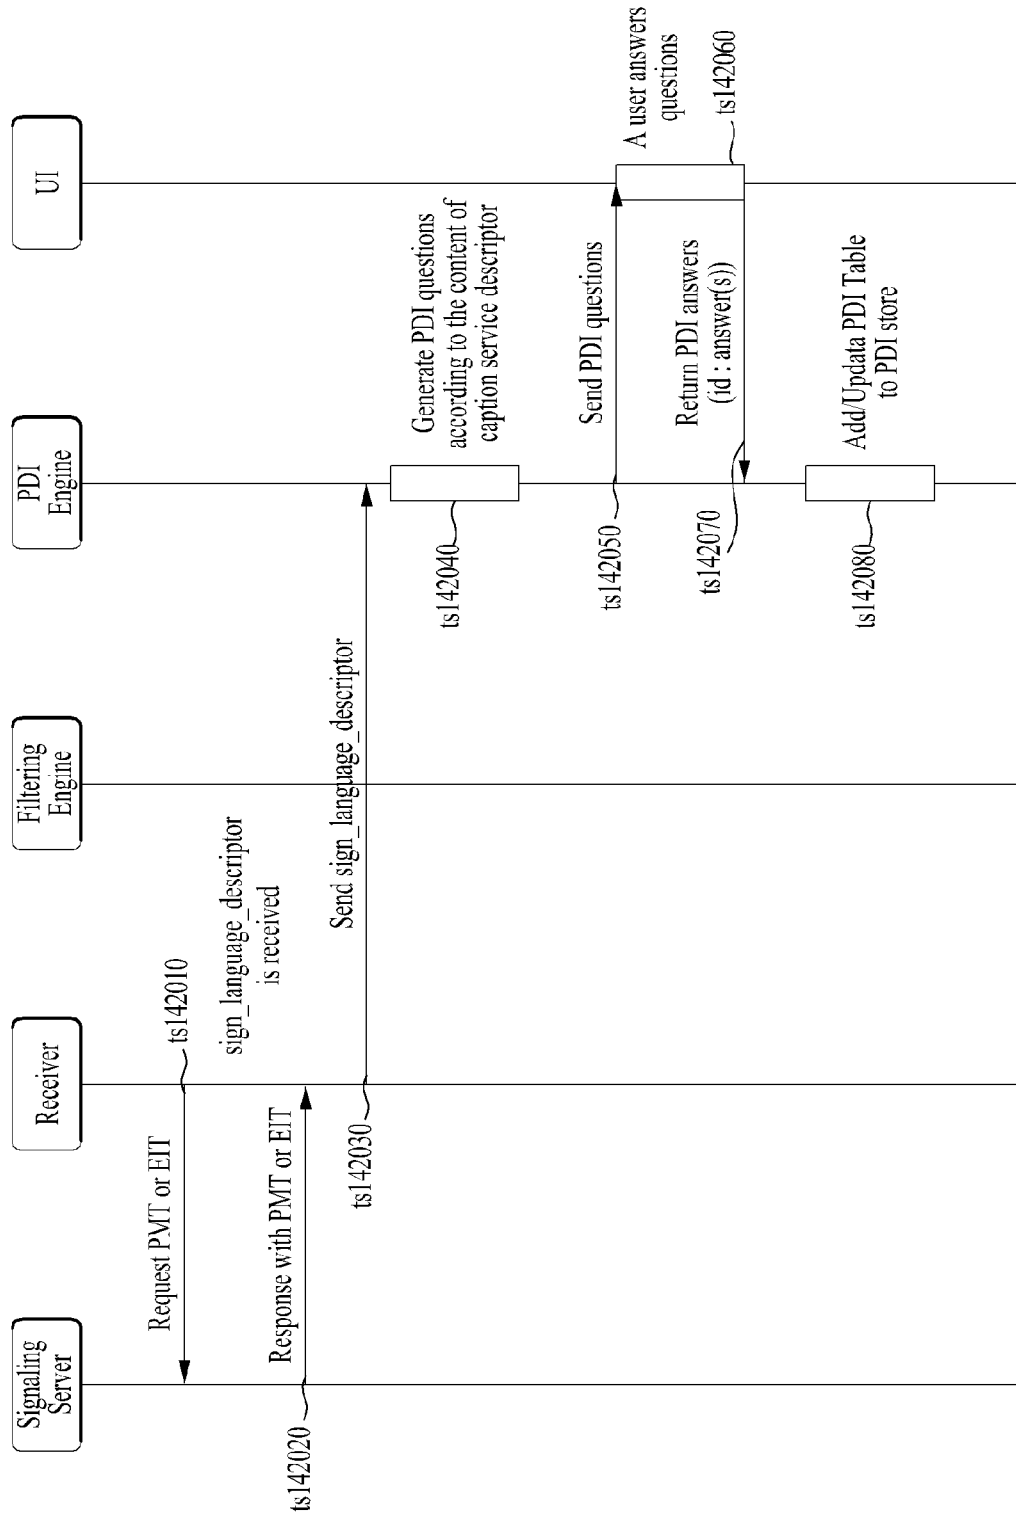 Signaling
Server
Receiver
Filtering
Engine
PDI
Engine
UI
Request PMT or EIT
ts142010
sign_language_descriptor
is received
Response with PMT or EIT
ts142020
Send sign_language_descriptor
ts142030
Generate PDI questions
according to the content of
caption service descriptor
ts142040
Send PDI questions
ts142050
A user answers
questions
ts142060
Return PDI answers
(id : answer(s))
ts142070
Add/Updata PDI Table
to PDI store
ts142080